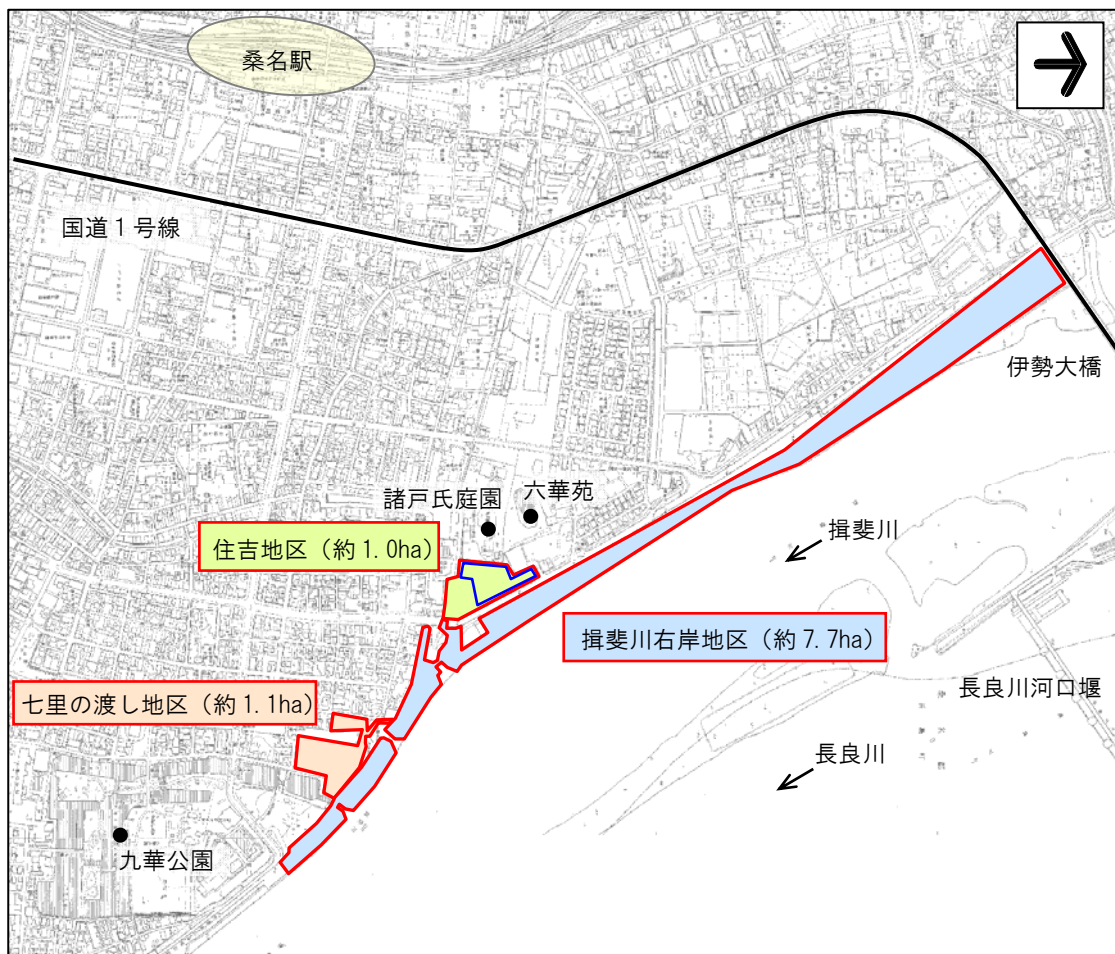 桑名駅
国道1号線
伊勢大橋
六華苑
諸戸氏庭園
揖斐川
住吉地区(約1.0ha)
揖斐川右岸地区(約7.7ha)
長良川河口堰
七里の渡し地区(約1.1ha)
長良川
九華公園